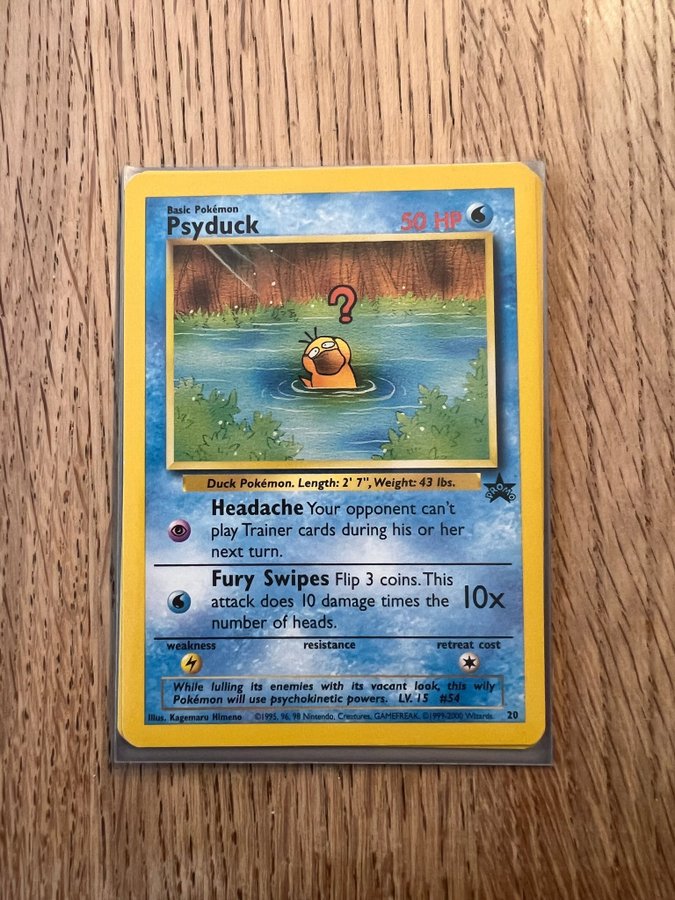 Basic Pokémon
Psyduck
50 HP
?
Duck Pokémon. Length: 2' 7", Weight: 43 lbs.
PROMO
Headache Your opponent can't
play Trainer cards during his or her
next turn.
Fury Swipes Flip 3 coins. This
attack does 10 damage times the
number of heads.
10x
weakness
resistance
retreat cost
While lulling its enemies with its vacant look, this wily
Pokémon will use psychokinetic powers. LV. 15 #54
Illus. Kagemaru Himeno ©1995, 96, 98 Nintendo, Creatures, GAMEFREAK. ©1999-2000 Wizards. 20